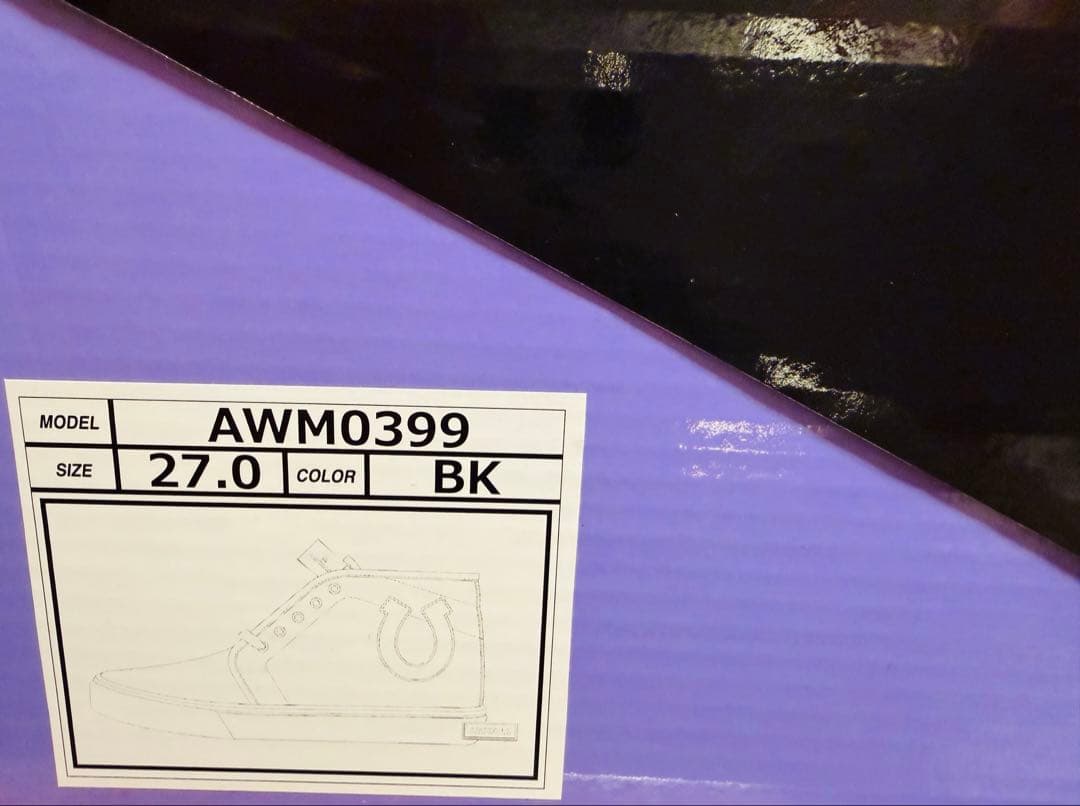 MODEL AWM0399
SIZE 27.0 COLOR BK